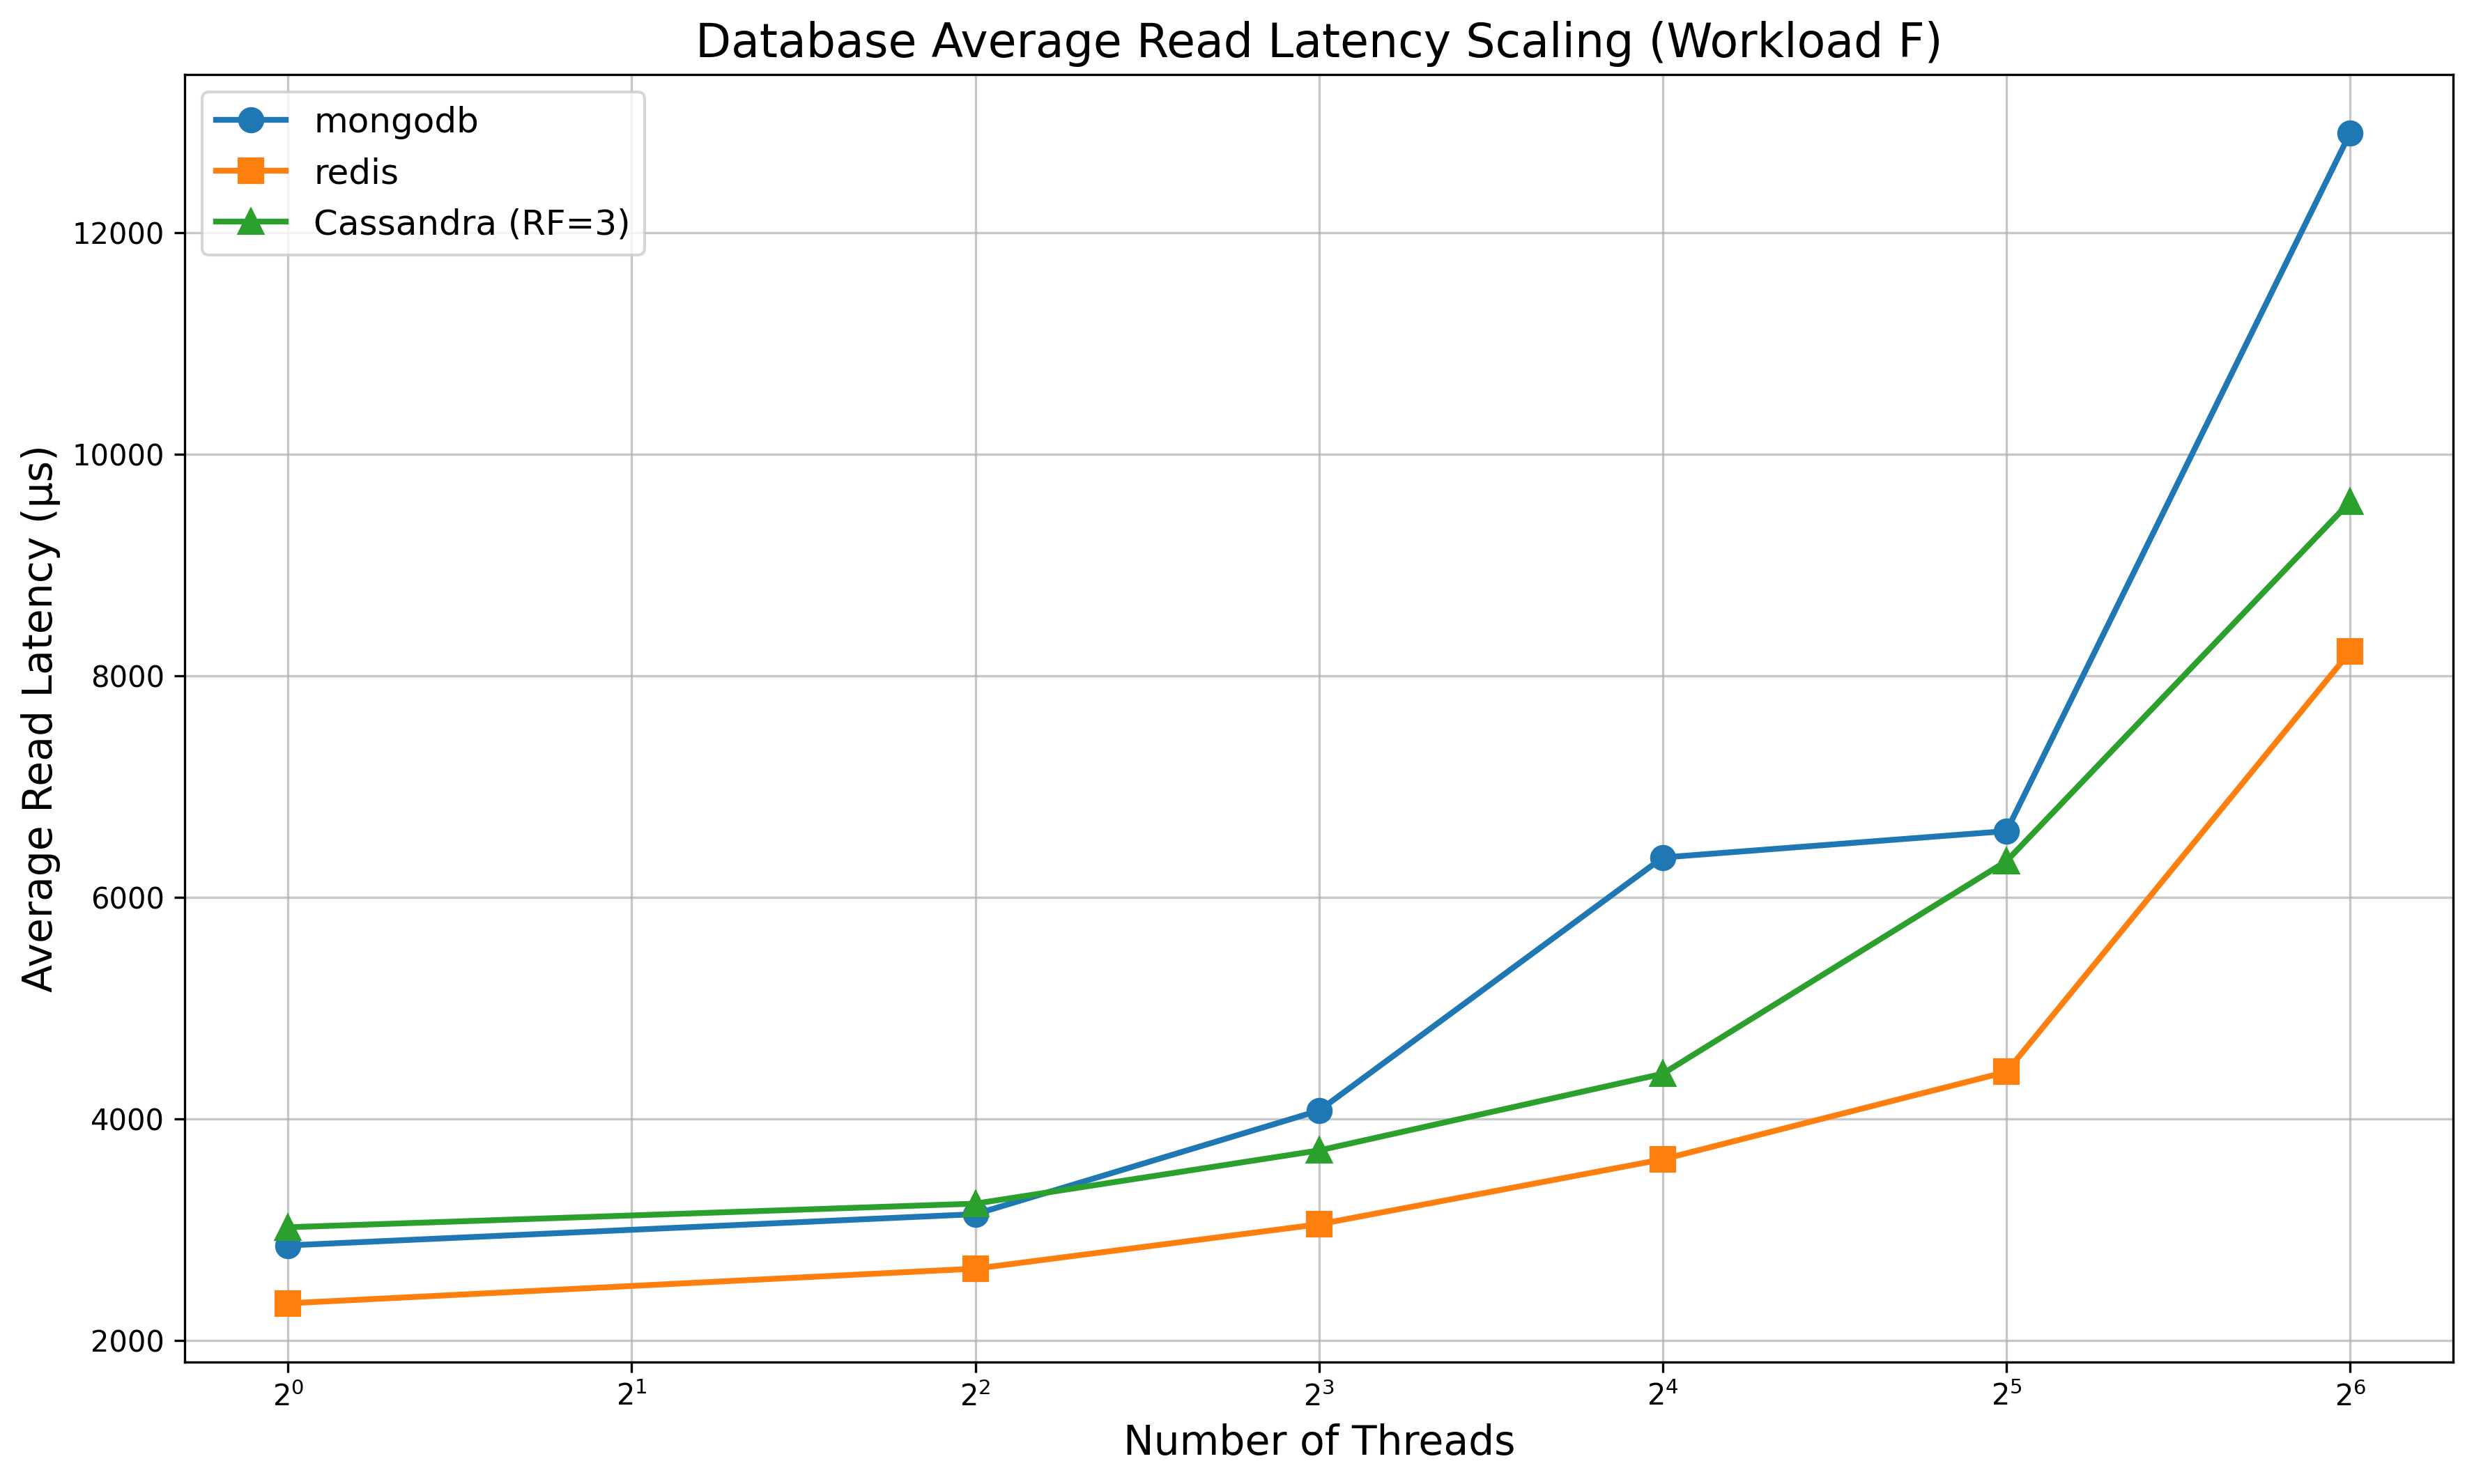 Database Average Read Latency Scaling (Workload F)
mongodb
redis
Cassandra (RF=3)
Average Read Latency (µs)
12000
10000
8000
6000
4000
2000
2⁰ 2¹ 2² 2³ 2⁴ 2⁵ 2⁶
Number of Threads